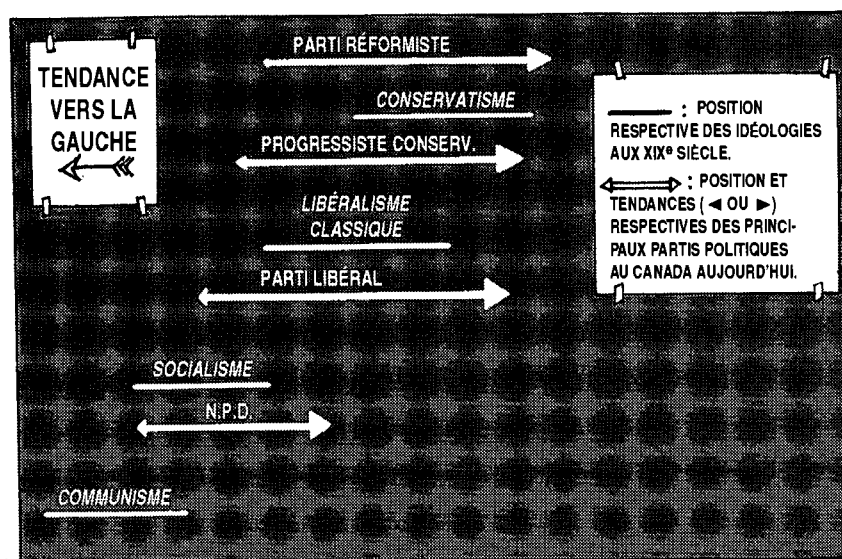 TENDANCE
VERS LA
GAUCHE
PARTI RÉFORMISTE
CONSERVATISME
PROGRESSISTE CONSERV.
LIBÉRALISME
CLASSIQUE
PARTI LIBÉRAL
SOCIALISME
N.P.D.
COMMUNISME
: POSITION
RESPECTIVE DES IDÉOLOGIES
AUX XIXe SIÈCLE.
: POSITION ET
TENDANCES (◄ OU ►)
RESPECTIVES DES PRINCI-
PAUX PARTIS POLITIQUES
AU CANADA AUJOURD'HUI.